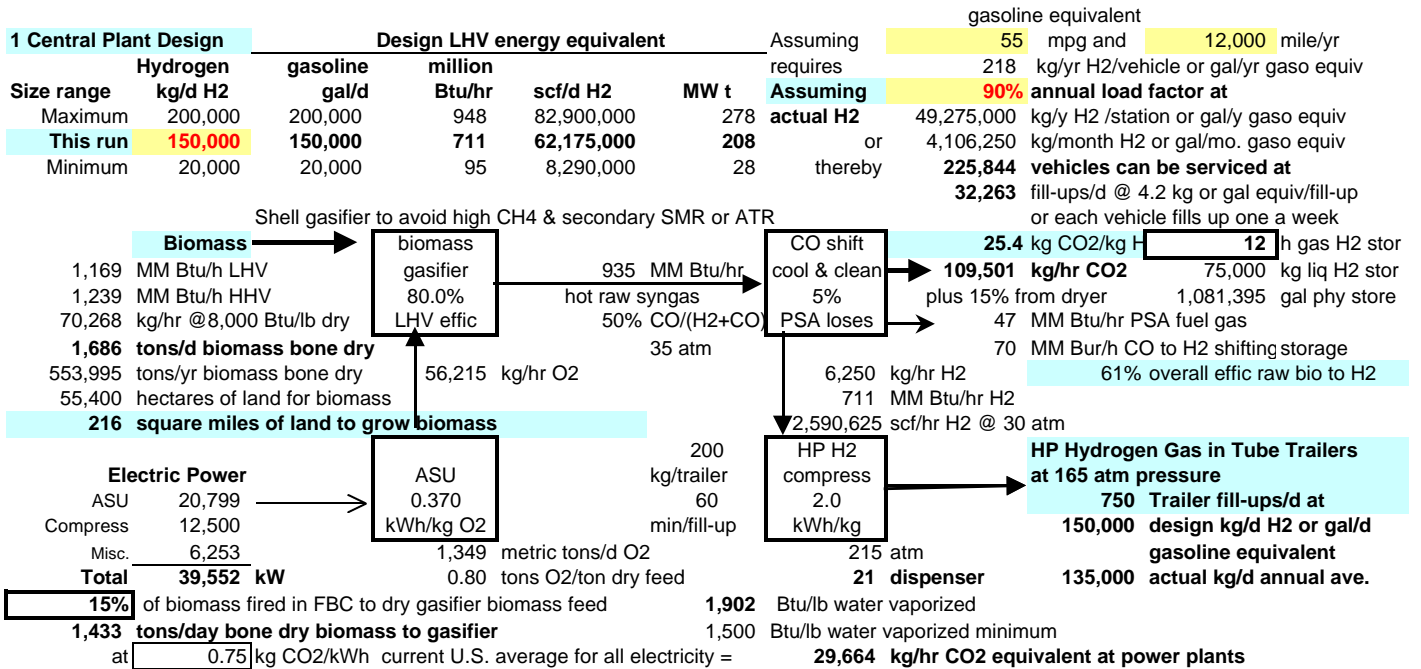 gasoline equivalent
1 Central Plant Design Design LHV energy equivalent Assuming 55 mpg and 12,000 mile/yr
Hydrogen gasoline million requires 218 kg/yr H2/vehicle or gal/yr gaso equiv
Size range kg/d H2 gal/d Btu/hr scf/d H2 MW t Assuming 90% annual load factor at
Maximum 200,000 200,000 948 82,900,000 278 actual H2 49,275,000 kg/y H2 /station or gal/y gaso equiv
This run 150,000 150,000 711 62,175,000 208 or 4,106,250 kg/month H2 or gal/mo. gaso equiv
Minimum 20,000 20,000 95 8,290,000 28 thereby 225,844 vehicles can be serviced at
32,263 fill-ups/d @ 4.2 kg or gal equiv/fill-up
Shell gasifier to avoid high CH4 & secondary SMR or ATR or each vehicle fills up one a week
Biomass biomass CO shift 25.4 kg CO2/kg H 12 h gas H2 stor
1,169 MM Btu/h LHV gasifier 935 MM Btu/hr cool & clean 109,501 kg/hr CO2 75,000 kg liq H2 stor
1,239 MM Btu/h HHV 80.0% hot raw syngas 5% plus 15% from dryer 1,081,395 gal phy store
70,268 kg/hr @8,000 Btu/lb dry LHV effic 50% CO/(H2+CO) PSA loses 47 MM Btu/hr PSA fuel gas
1,686 tons/d biomass bone dry 35 atm 70 MM Bur/h CO to H2 shifting storage
553,995 tons/yr biomass bone dry 56,215 kg/hr O2 6,250 kg/hr H2 61% overall effic raw bio to H2
55,400 hectares of land for biomass 711 MM Btu/hr H2
216 square miles of land to grow biomass 2,590,625 scf/hr H2 @ 30 atm
200 HP H2 HP Hydrogen Gas in Tube Trailers
Electric Power ASU kg/trailer compress at 165 atm pressure
ASU 20,799 0.370 60 2.0 750 Trailer fill-ups/d at
Compress 12,500 kWh/kg O2 min/fill-up kWh/kg 150,000 design kg/d H2 or gal/d
Misc. 6,253 1,349 metric tons/d O2 215 atm gasoline equivalent
Total 39,552 kW 0.80 tons O2/ton dry feed 21 dispenser 135,000 actual kg/d annual ave.
15% of biomass fired in FBC to dry gasifier biomass feed 1,902 Btu/lb water vaporized
1,433 tons/day bone dry biomass to gasifier 1,500 Btu/lb water vaporized minimum
at 0.75 kg CO2/kWh current U.S. average for all electricity = 29,664 kg/hr CO2 equivalent at power plants